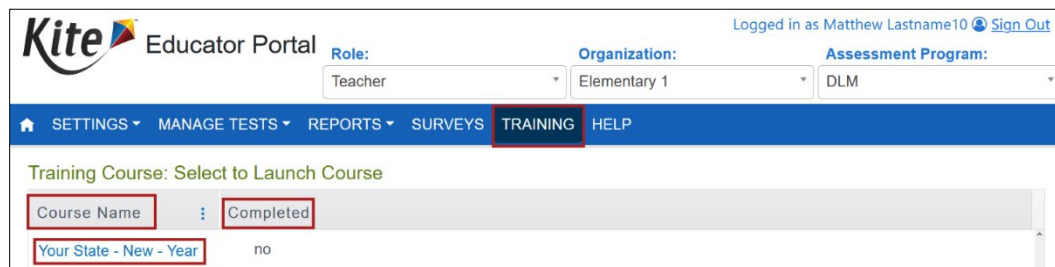 Logged in as Matthew Lastname10 Sign Out
Kite Educator Portal
Role: Organization: Assessment Program:
Teacher Elementary 1 DLM
SETTINGS MANAGE TESTS REPORTS SURVEYS TRAINING HELP
Training Course: Select to Launch Course
Course Name Completed
Your State - New - Year no